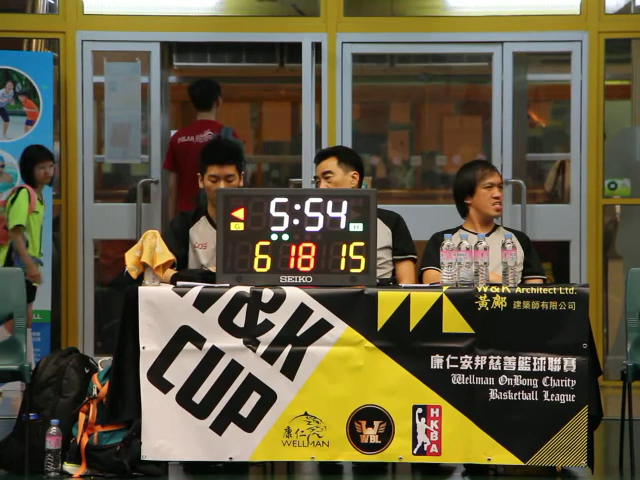 5:54
G H
6 18 15
SEIKO
W&K Architect Ltd.
黃鄺 建築師有限公司
W&K
CUP
康仁安邦慈善籃球聯賽
Wellman OnBong Charity
Basketball League
康仁
WELLMAN
WBL
HKBA